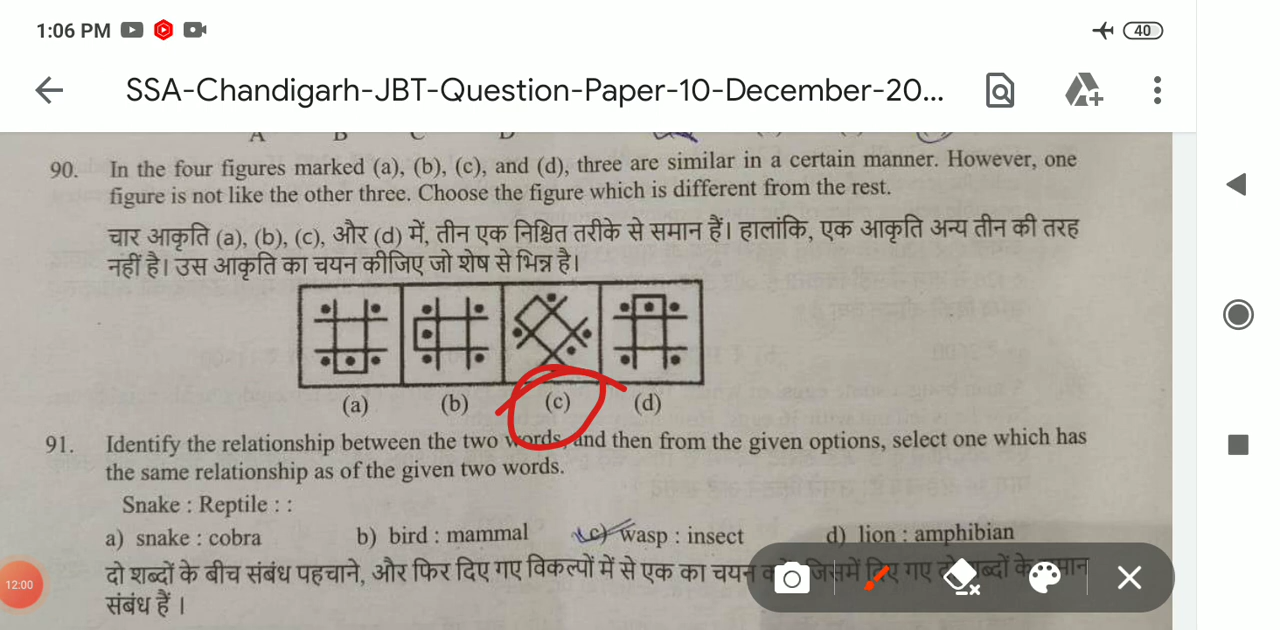 1:06 PM
40
SSA-Chandigarh-JBT-Question-Paper-10-December-20...
A B C D
90. In the four figures marked (a), (b), (c), and (d), three are similar in a certain manner. However, one
figure is not like the other three. Choose the figure which is different from the rest.
चार आकृति (a), (b), (c), और (d) में, तीन एक निश्चित तरीके से समान हैं। हालांकि, एक आकृति अन्य तीन की तरह
नहीं है। उस आकृति का चयन कीजिए जो शेष से भिन्न है।
(a) (b) (c) (d)
91. Identify the relationship between the two words, and then from the given options, select one which has
the same relationship as of the given two words.
Snake : Reptile : :
a) snake : cobra b) bird : mammal c) wasp : insect d) lion : amphibian
दो शब्दों के बीच संबंध पहचाने, और फिर दिए गए विकल्पों में से एक का चयन जिसमें दिए गए शब्दों के
संबंध हैं ।
12:00